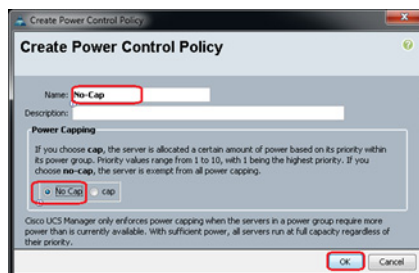 Create Power Control Policy
Create Power Control Policy
Name: No-Cap
Description:
Power Capping
If you choose cap, the server is allocated a certain amount of power based on its priority within
its power group. Priority values range from 1 to 10, with 1 being the highest priority. If you
choose no-cap, the server is exempt from all power capping.
No Cap cap
Cisco UCS Manager only enforces power capping when the servers in a power group require more
power than is currently available. With sufficient power, all servers run at full capacity regardless of
their priority.
OK Cancel